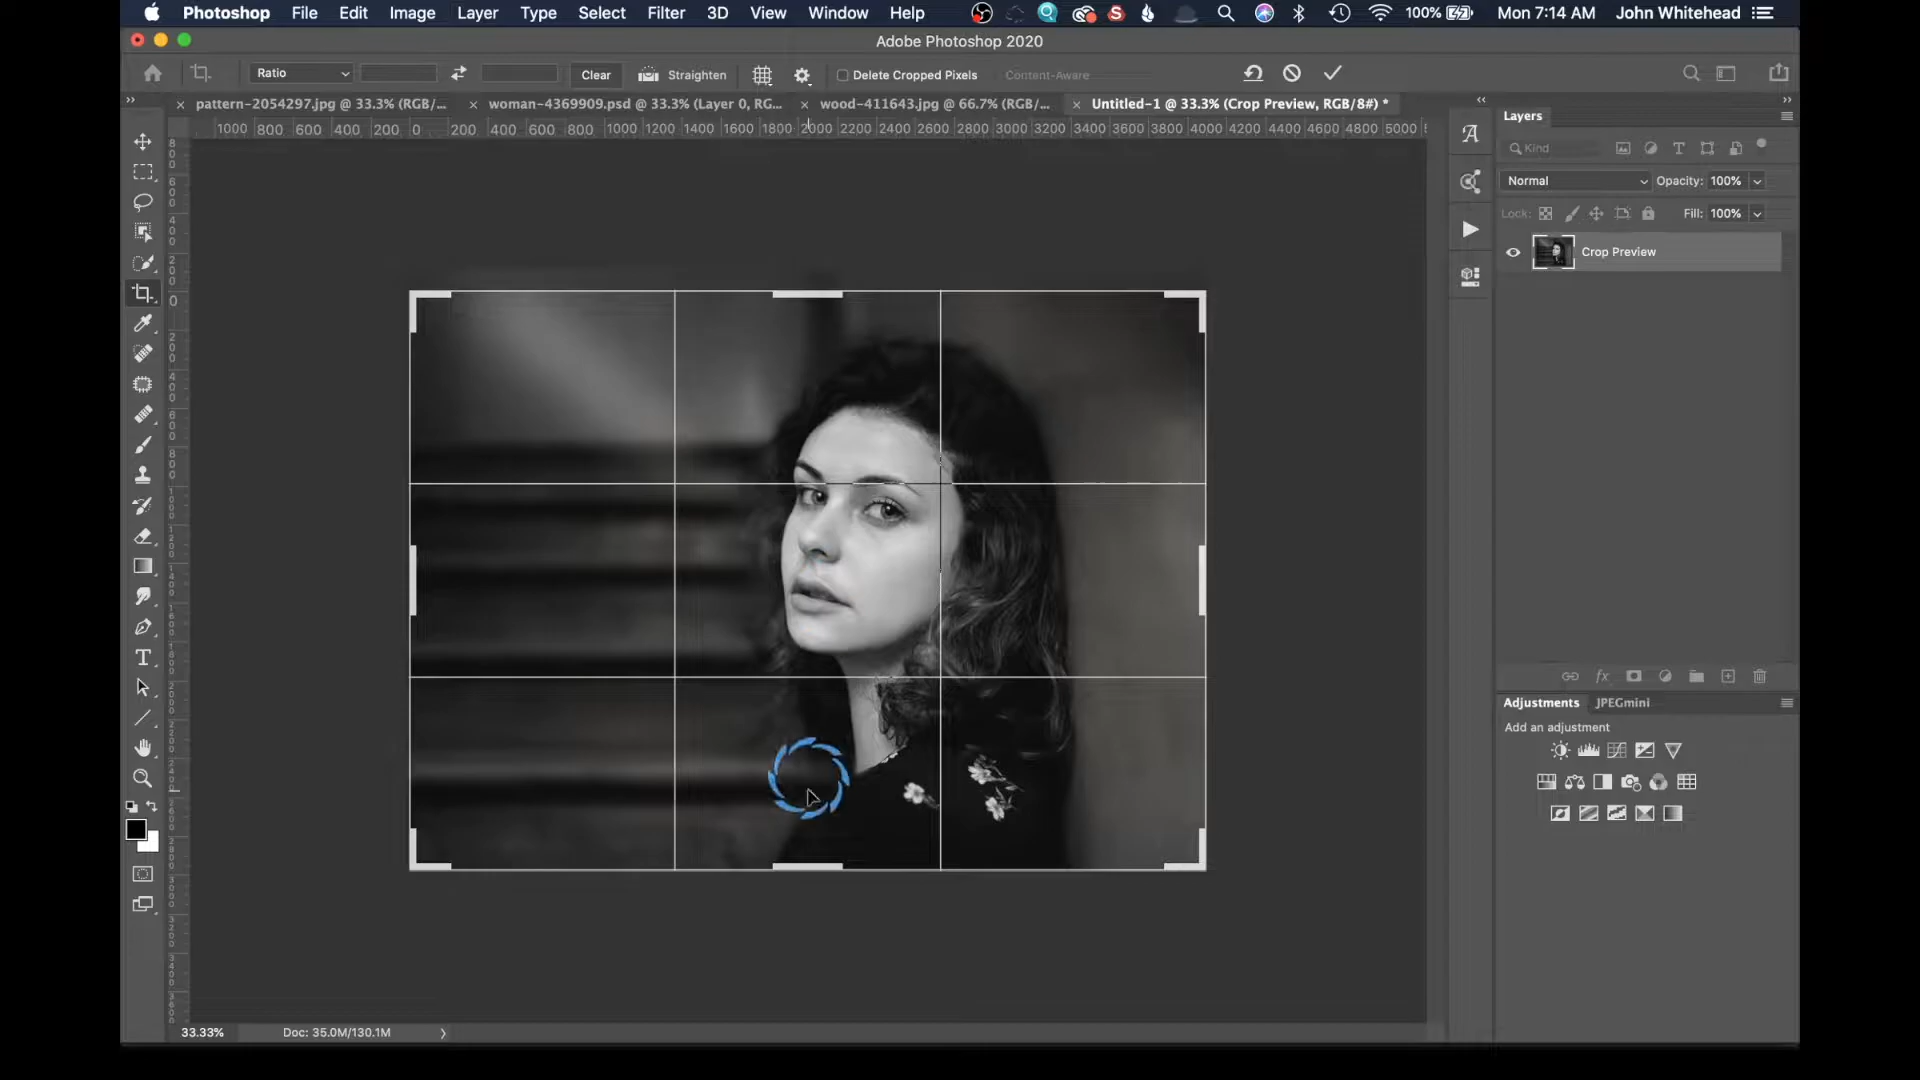 Photoshop File Edit Image Layer Type Select Filter 3D View Window Help 100% Mon 7:14 AM John Whitehead
Adobe Photoshop 2020
Ratio Clear Straighten Delete Cropped Pixels Content-Aware
pattern-2054297.jpg @ 33.3% (RGB/... woman-4369909.psd @ 33.3% (Layer 0, RG... wood-411643.jpg @ 66.7% (RGB/... Untitled-1 @ 33.3% (Crop Preview, RGB/8#) *
1000 800 600 400 200 0 200 400 600 800 1000 1200 1400 1600 1800 2000 2200 2400 2600 2800 3000 3200 3400 3600 3800 4000 4200 4400 4600 4800 5000
Layers
Kind
Normal Opacity: 100%
Lock: Fill: 100%
Crop Preview
Adjustments JPEGmini
Add an adjustment
33.33% Doc: 35.0M/130.1M